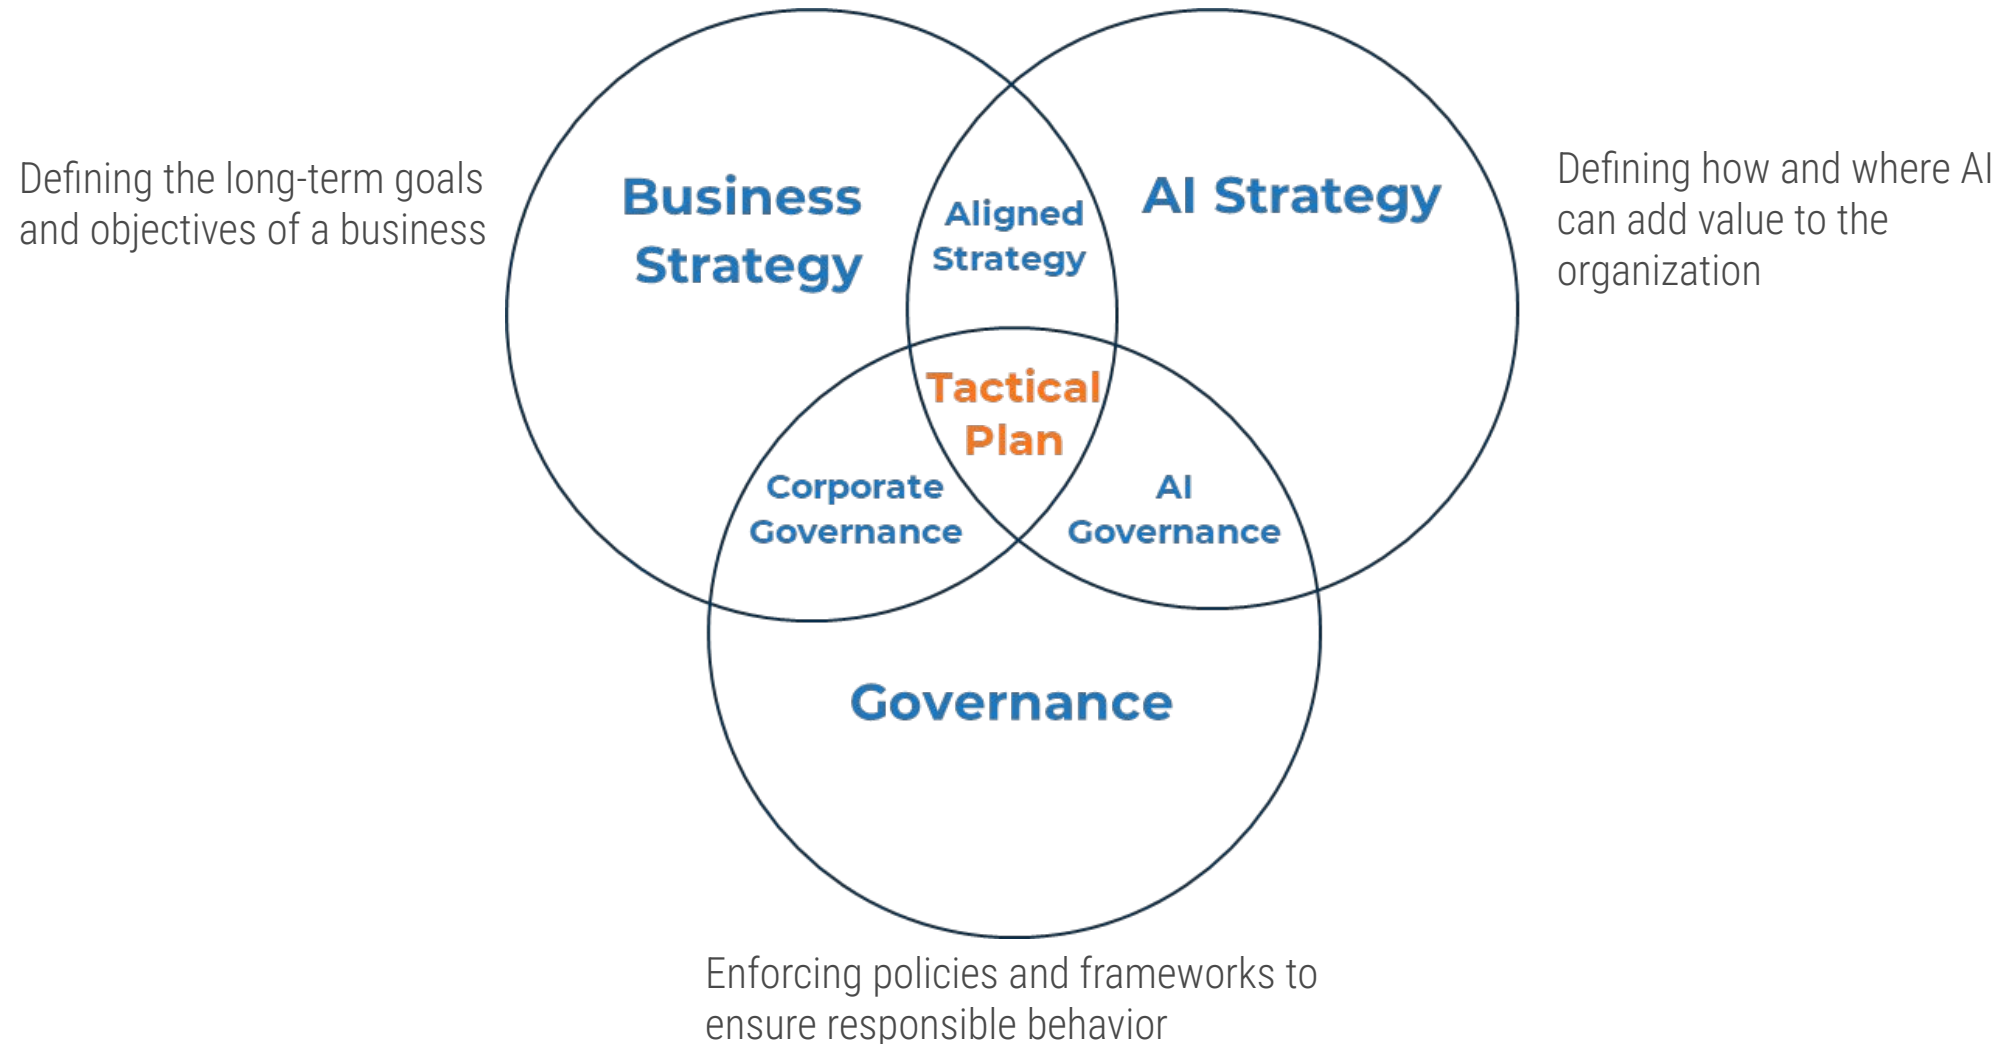 Defining the long-term goals
and objectives of a business
Business
Strategy
Aligned
Strategy
AI Strategy
Defining how and where AI
can add value to the
organization
Tactical
Plan
Corporate
Governance
AI
Governance
Governance
Enforcing policies and frameworks to
ensure responsible behavior